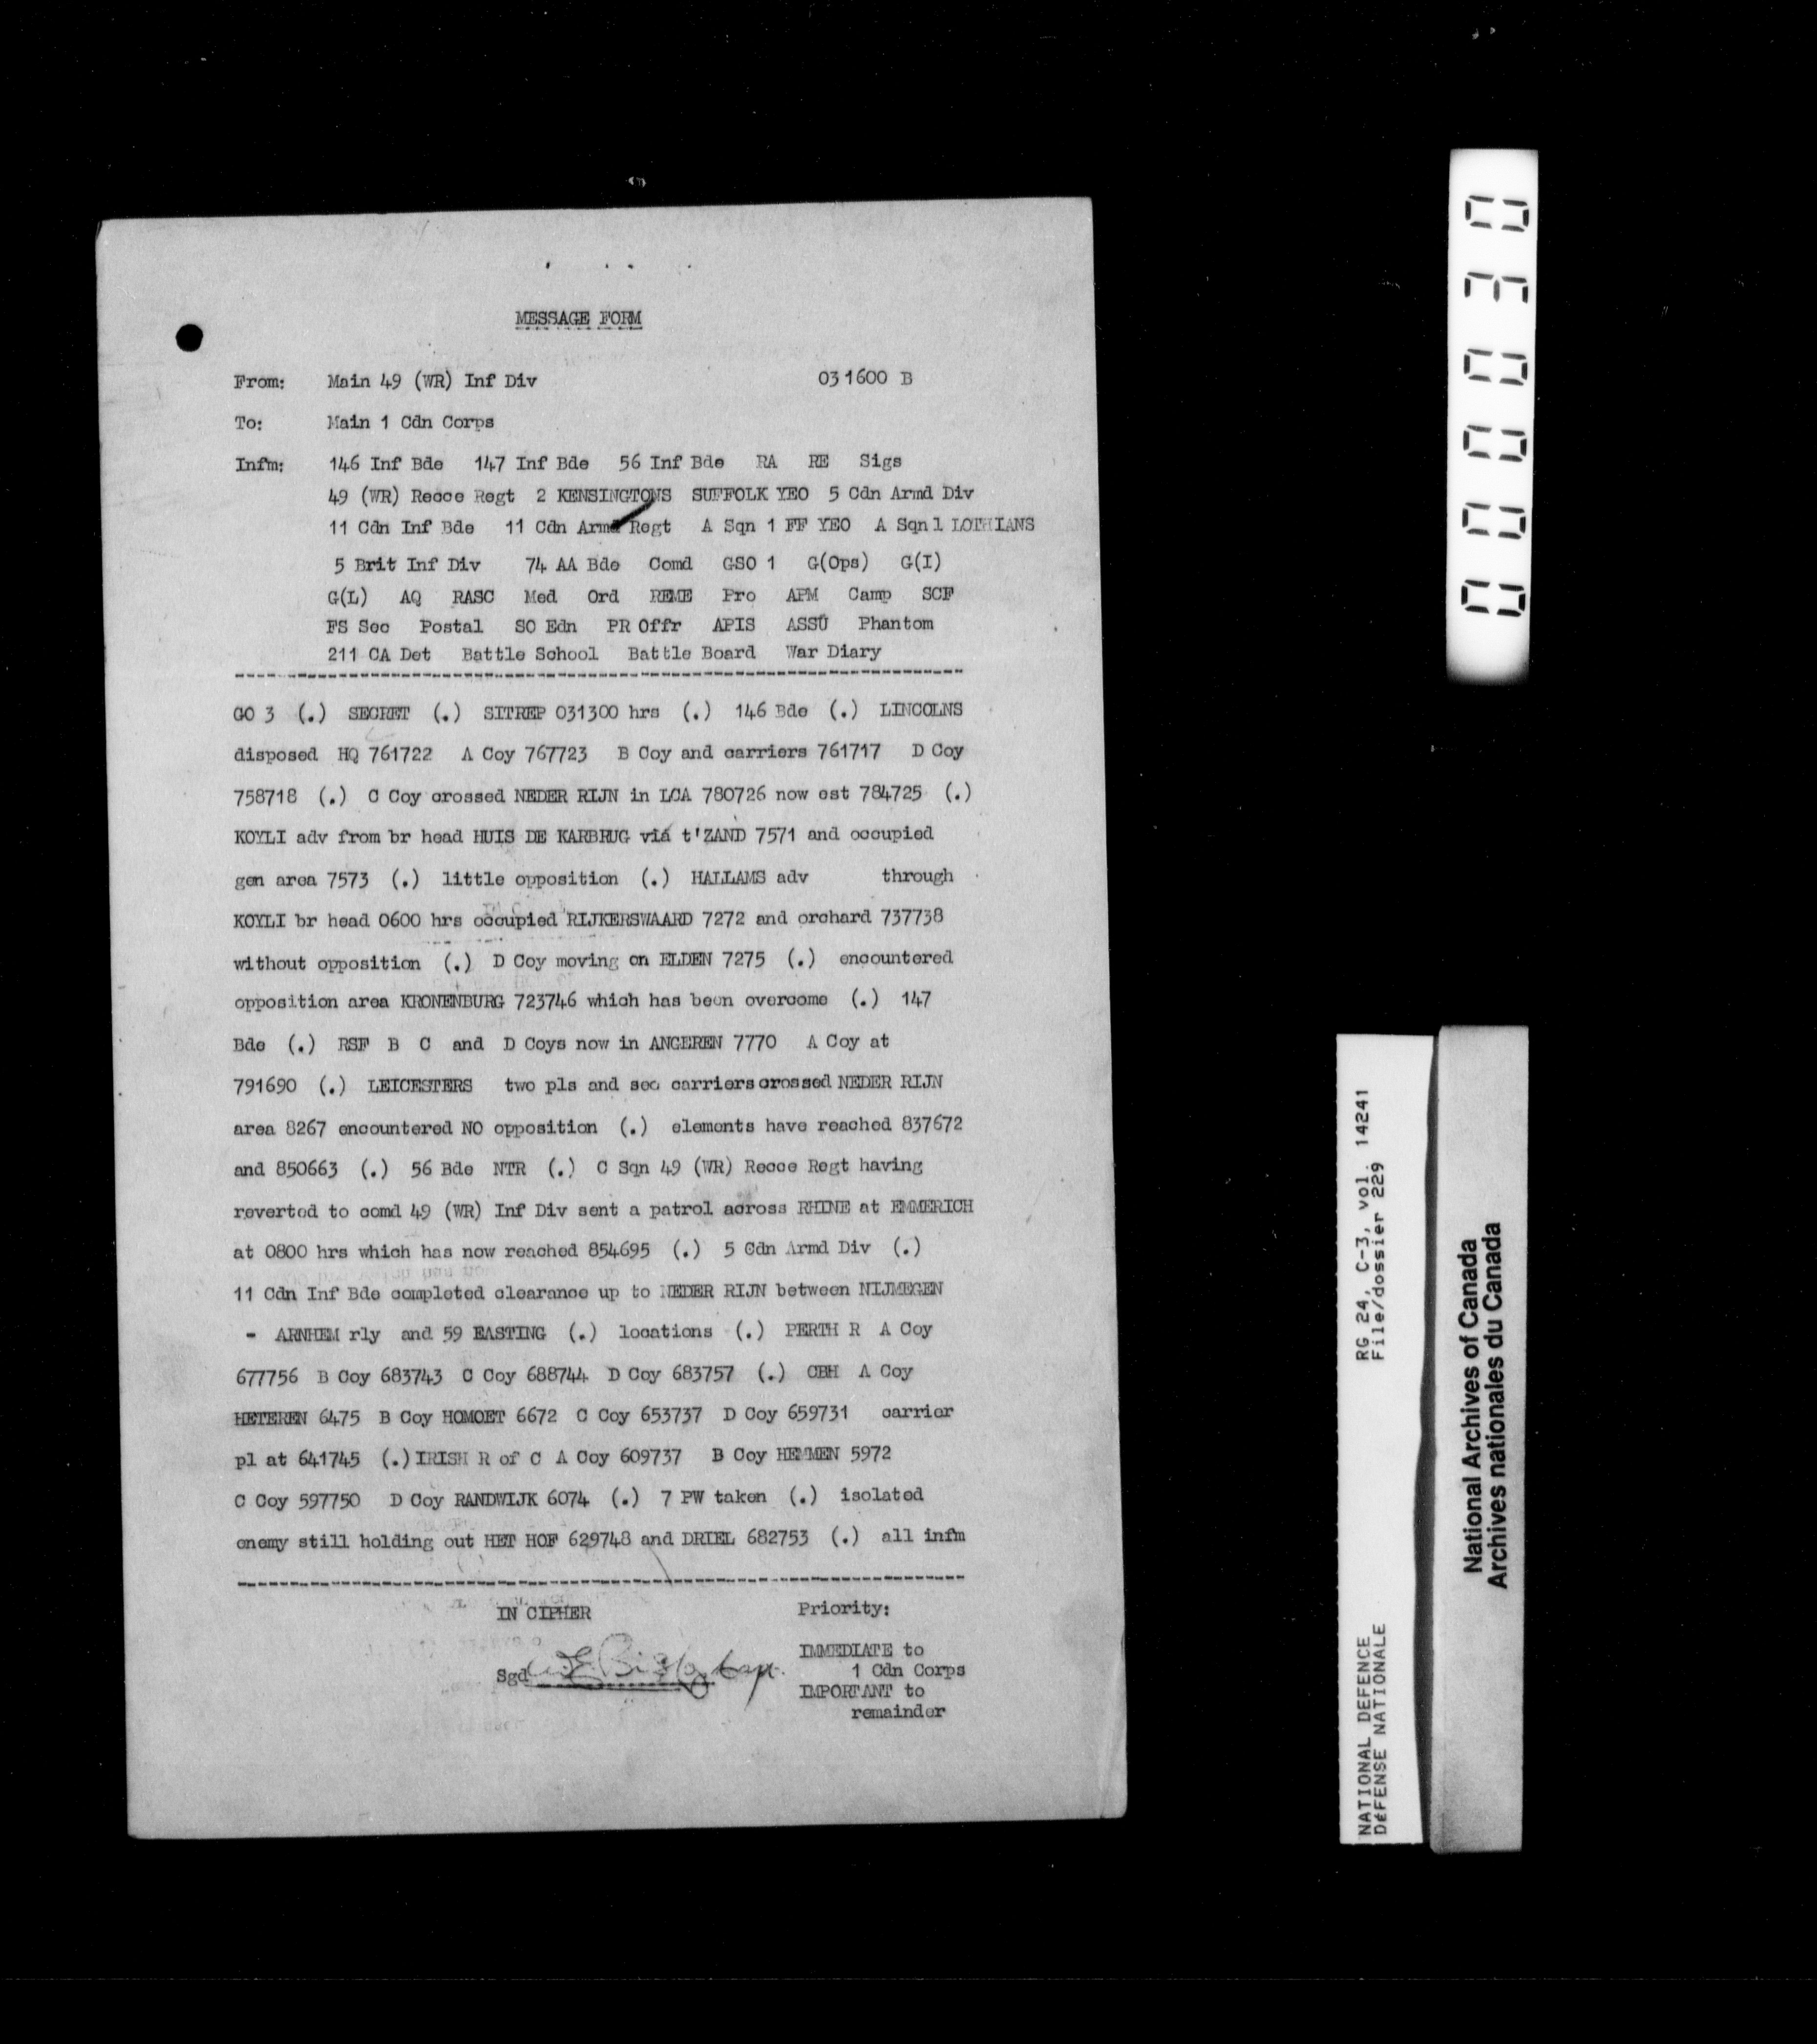 MESSAGE FORM
From: Main 49 (WR) Inf Div 031600 B
To: Main 1 Cdn Corps
Infm: 146 Inf Bde 147 Inf Bde 56 Inf Bde RA RE Sigs
49 (WR) Recce Regt 2 KENSINGTONS SUFFOLK YEO 5 Cdn Armd Div
11 Cdn Inf Bde 11 Cdn Armd Regt A Sqn 1 FF YEO A Sqn 1 LOTHIANS
5 Brit Inf Div 74 AA Bde Comd GSO 1 G(Ops) G(I)
G(L) AQ RASC Med Ord REME Pro APM Camp SCF
FS Sec Postal SO Edn PR Offr APIS ASSU Phantom
211 CA Det Battle School Battle Board War Diary
GO 3 (.) SECRET (.) SITREP 031300 hrs (.) 146 Bde (.) LINCOLNS
disposed HQ 761722 A Coy 767723 B Coy and carriers 761717 D Coy
758718 (.) C Coy crossed NEDER RIJN in LCA 780726 now est 784725 (.)
KOYLI adv from br head HUIS DE KARBRUG via t'ZAND 7571 and occupied
gen area 7573 (.) little opposition (.) HALLAMS adv through
KOYLI br head 0600 hrs occupied RIJKERSWAARD 7272 and orchard 737738
without opposition (.) D Coy moving on ELDEN 7275 (.) encountered
opposition area KRONENBURG 723746 which has been overcome (.) 147
Bde (.) RSF B C and D Coys now in ANGEREN 7770 A Coy at
791690 (.) LEICESTERS two pls and sec carriers crossed NEDER RIJN
area 8267 encountered NO opposition (.) elements have reached 837672
and 850663 (.) 56 Bde NTR (.) C Sqn 49 (WR) Recce Regt having
reverted to comd 49 (WR) Inf Div sent a patrol across RHINE at EMMERICH
at 0800 hrs which has now reached 854695 (.) 5 Cdn Armd Div (.)
11 Cdn Inf Bde completed clearance up to NEDER RIJN between NIJMEGEN
- ARNHEM rly and 59 EASTING (.) locations (.) PERTH R A Coy
677756 B Coy 683743 C Coy 688744 D Coy 683757 (.) CBH A Coy
HETEREN 6475 B Coy HOMOET 6672 C Coy 653737 D Coy 659731 carrier
pl at 641745 (.) IRISH R of C A Coy 609737 B Coy HEMMEN 5972
C Coy 597750 D Coy RANDWIJK 6074 (.) 7 PW taken (.) isolated
enemy still holding out HET HOF 629748 and DRIEL 682753 (.) all infm
IN CIPHER
Priority:
IMMEDIATE to
1 Cdn Corps
IMPORTANT to
remainder
Sgd
000030
RG 24, C-3, vol. 14241
File/dossier 229
NATIONAL DEFENCE
DÉFENSE NATIONALE
National Archives of Canada
Archives nationales du Canada